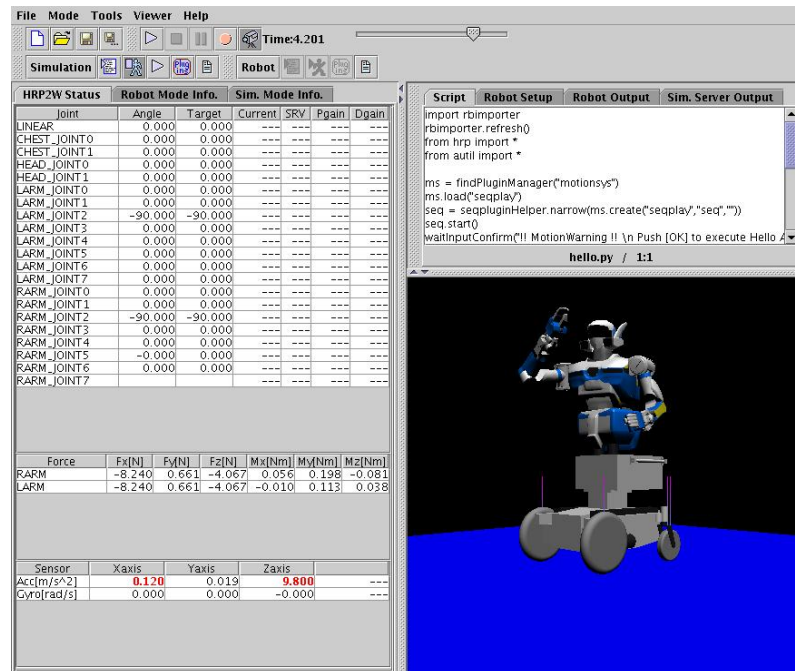 File Mode Tools Viewer Help
Time:4.201
Simulation Plug ins Robot
HRP2W Status Robot Mode Info. Sim. Mode Info.
Joint Angle Target Current SRV Pgain Dgain
LINEAR 0.000 0.000 --- --- --- ---
CHEST_JOINT0 0.000 0.000 --- --- --- ---
CHEST_JOINT1 0.000 0.000 --- --- --- ---
HEAD_JOINT0 0.000 0.000 --- --- --- ---
HEAD_JOINT1 0.000 0.000 --- --- --- ---
LARM_JOINT0 0.000 0.000 --- --- --- ---
LARM_JOINT1 0.000 0.000 --- --- --- ---
LARM_JOINT2 -90.000 -90.000 --- --- --- ---
LARM_JOINT3 0.000 0.000 --- --- --- ---
LARM_JOINT4 0.000 0.000 --- --- --- ---
LARM_JOINT5 0.000 0.000 --- --- --- ---
LARM_JOINT6 0.000 0.000 --- --- --- ---
LARM_JOINT7 0.000 0.000 --- --- --- ---
RARM_JOINT0 0.000 0.000 --- --- --- ---
RARM_JOINT1 0.000 0.000 --- --- --- ---
RARM_JOINT2 -90.000 -90.000 --- --- --- ---
RARM_JOINT3 0.000 0.000 --- --- --- ---
RARM_JOINT4 0.000 0.000 --- --- --- ---
RARM_JOINT5 -0.000 0.000 --- --- --- ---
RARM_JOINT6 0.000 0.000 --- --- --- ---
RARM_JOINT7 --- --- --- ---
Force Fx[N] Fy[N] Fz[N] Mx[Nm] My[Nm] Mz[Nm]
RARM -8.240 0.661 -4.067 0.056 0.198 -0.081
LARM -8.240 0.661 -4.067 -0.010 0.113 0.038
Sensor Xaxis Yaxis Zaxis
Acc[m/s^2] 0.120 0.019 9.800 ---
Gyro[rad/s] 0.000 0.000 -0.000 ---
Script Robot Setup Robot Output Sim. Server Output
import rbimporter
rbimporter.refresh()
from hrp import *
from autil import *
ms = findPluginManager("motionsys")
ms.load("seqplay")
seq = seqpluginHelper.narrow(ms.create("seqplay","seq",""))
seq.start()
waitInputConfirm("!! MotionWarning !! \n Push [OK] to execute Hello A
hello.py / 1:1